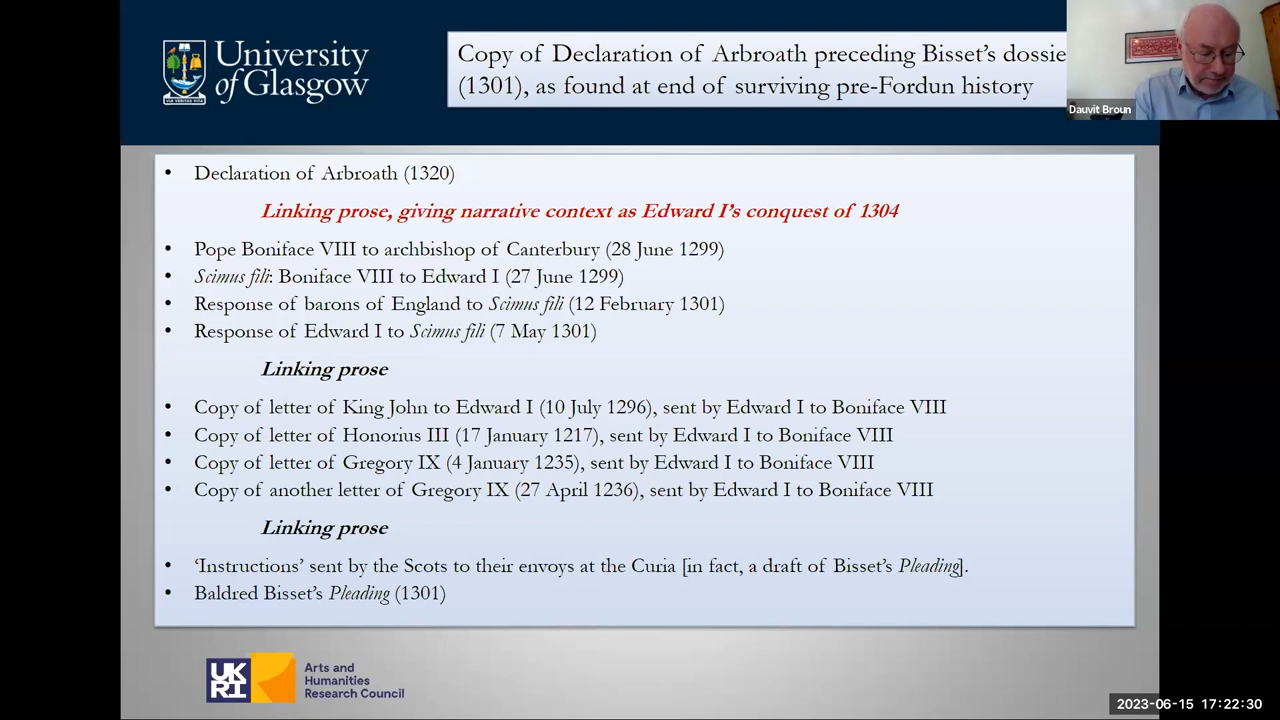 University
of Glasgow
VIA VERITAS VITA
Copy of Declaration of Arbroath preceding Bisset's dossie
(1301), as found at end of surviving pre-Fordun history
Dauvit Broun
• Declaration of Arbroath (1320)
Linking prose, giving narrative context as Edward I's conquest of 1304
• Pope Boniface VIII to archbishop of Canterbury (28 June 1299)
• Scimus fili: Boniface VIII to Edward I (27 June 1299)
• Response of barons of England to Scimus fili (12 February 1301)
• Response of Edward I to Scimus fili (7 May 1301)
Linking prose
• Copy of letter of King John to Edward I (10 July 1296), sent by Edward I to Boniface VIII
• Copy of letter of Honorius III (17 January 1217), sent by Edward I to Boniface VIII
• Copy of letter of Gregory IX (4 January 1235), sent by Edward I to Boniface VIII
• Copy of another letter of Gregory IX (27 April 1236), sent by Edward I to Boniface VIII
Linking prose
• 'Instructions' sent by the Scots to their envoys at the Curia [in fact, a draft of Bisset's Pleading].
• Baldred Bisset's Pleading (1301)
UK
RI
Arts and
Humanities
Research Council
2023-06-15 17:22:30